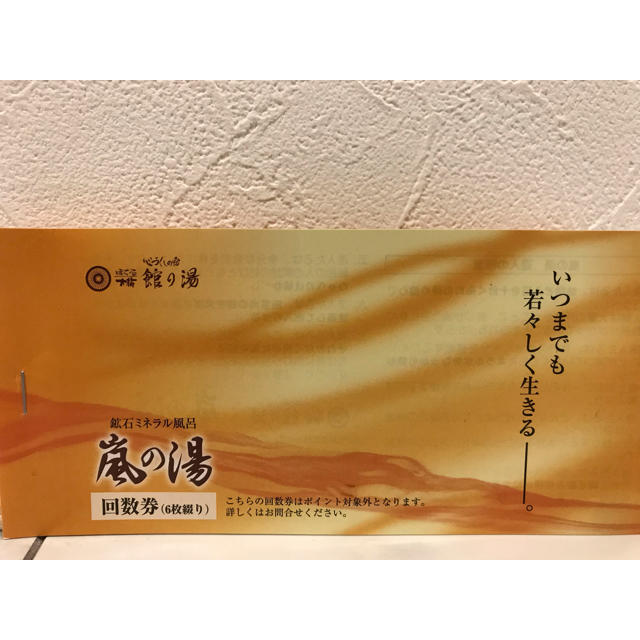 心づくしの宿
館の湯
いつまでも
若々しく生きる――。
鉱石ミネラル風呂
嵐の湯
回数券(6枚綴り)
こちらの回数券はポイント対象外となります。
詳しくはお問合せください。